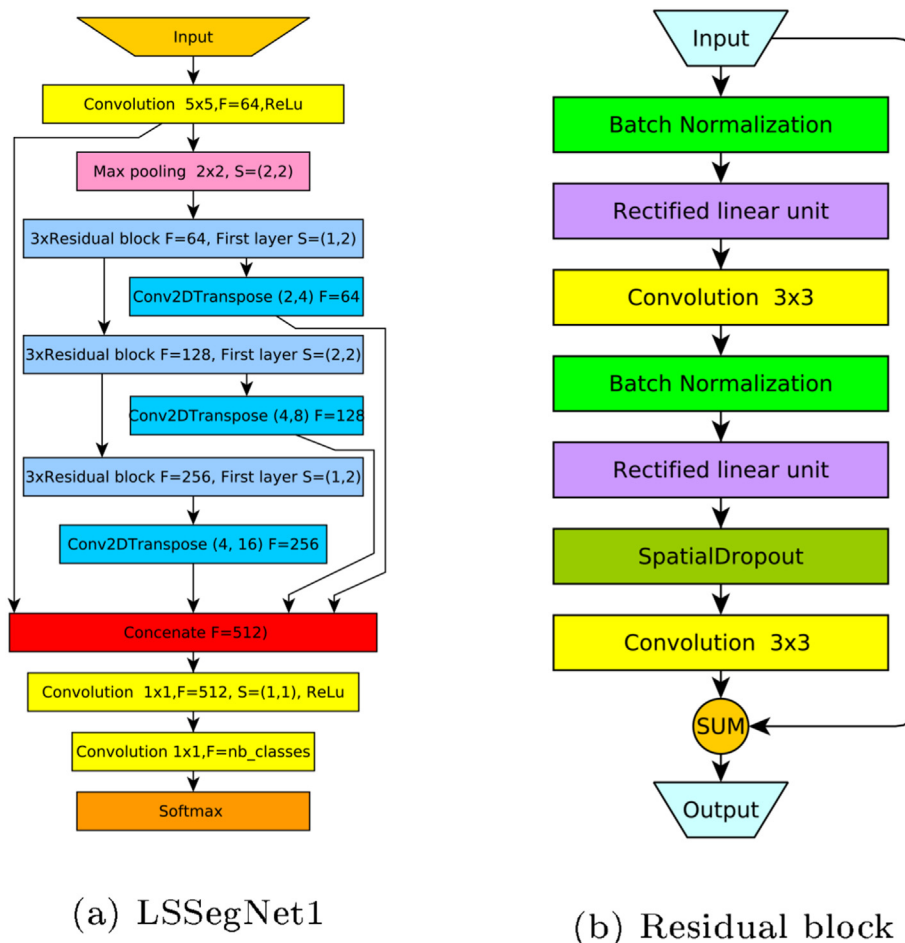 Input
Convolution 5x5,F=64,ReLu
Max pooling 2x2, S=(2,2)
3xResidual block F=64, First layer S=(1,2)
Conv2DTranspose (2,4) F=64
3xResidual block F=128, First layer S=(2,2)
Conv2DTranspose (4,8) F=128
3xResidual block F=256, First layer S=(1,2)
Conv2DTranspose (4, 16) F=256
Concenate F=512)
Convolution 1x1,F=512, S=(1,1), ReLu
Convolution 1x1,F=nb_classes
Softmax
(a) LSSegNet1
Input
Batch Normalization
Rectified linear unit
Convolution 3x3
Batch Normalization
Rectified linear unit
SpatialDropout
Convolution 3x3
SUM
Output
(b) Residual block